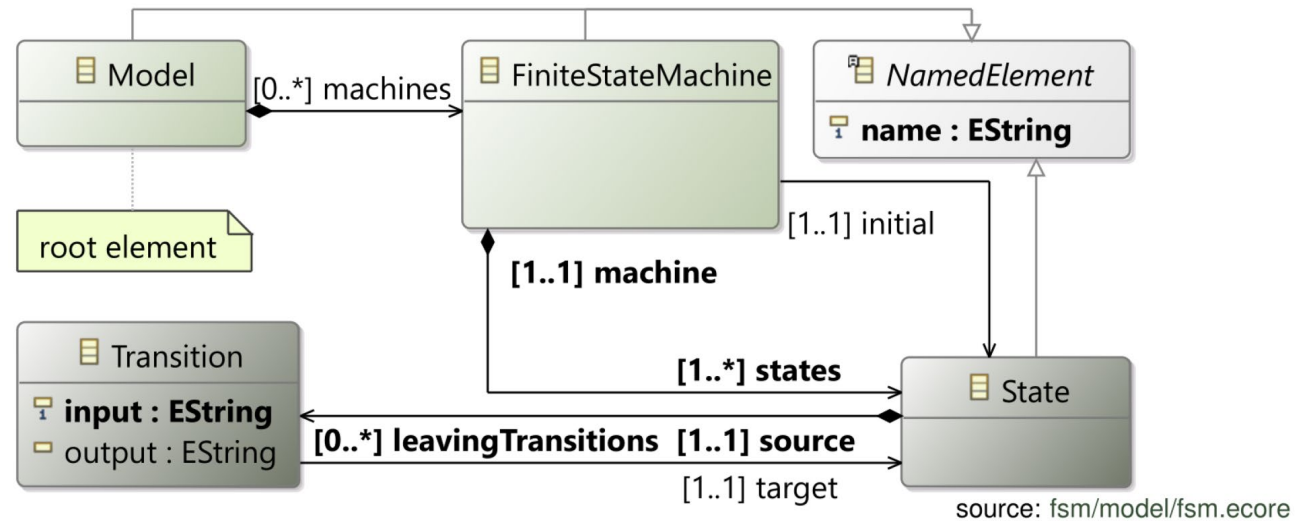 Model
[0..*] machines
FiniteStateMachine
NamedElement
name : EString
root element
[1..1] initial
[1..1] machine
Transition
input : EString
output : EString
[1..*] states
State
[0..*] leavingTransitions [1..1] source
[1..1] target
source: fsm/model/fsm.ecore